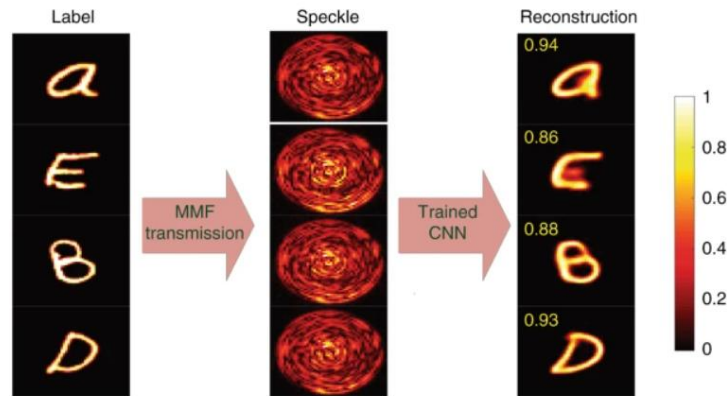 Label Speckle Reconstruction
0.94
a
1
E
0.86
0.8
MMF
transmission
Trained
CNN
0.6
B
0.88
0.4
0.2
D
0.93
0